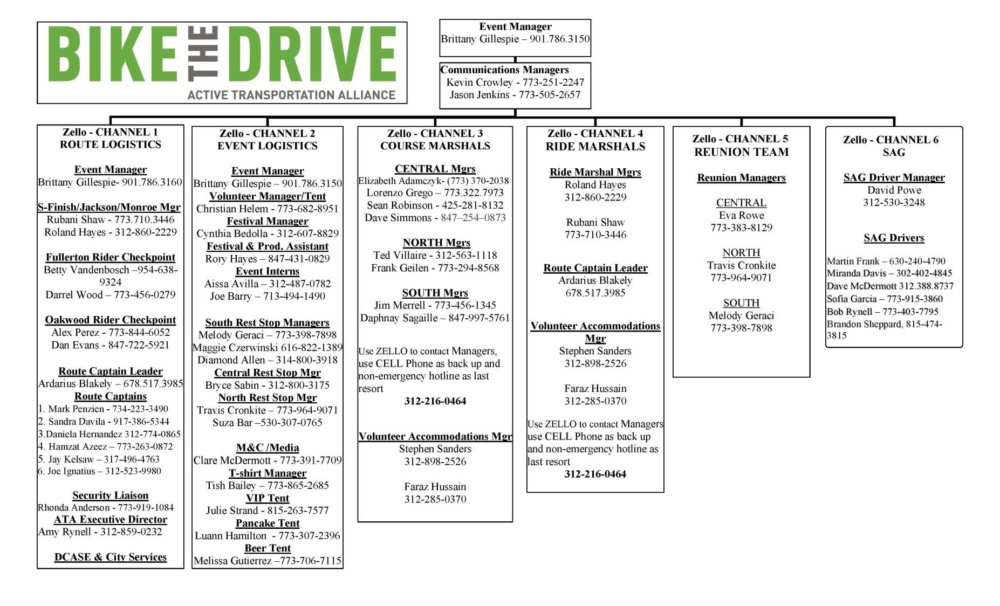 BIKE THE DRIVE
ACTIVE TRANSPORTATION ALLIANCE
Event Manager
Brittany Gillespie – 901.786.3150
Communications Managers
Kevin Crowley - 773-251-2247
Jason Jenkins - 773-505-2657
Zello - CHANNEL 1
ROUTE LOGISTICS
Event Manager
Brittany Gillespie- 901.786.3160
S-Finish/Jackson/Monroe Mgr
Rubani Shaw - 773.710.3446
Roland Hayes - 312-860-2229
Fullerton Rider Checkpoint
Betty Vandenbosch –954-638-
9324
Darrel Wood – 773-456-0279
Oakwood Rider Checkpoint
Alex Perez - 773-844-6052
Dan Evans - 847-722-5921
Route Captain Leader
Ardarius Blakely – 678.517.3985
Route Captains
1. Mark Penzien - 734-223-3490
2. Sandra Davila - 917-386-5344
3.Daniela Hernandez 312-774-0865
4. Hamzat Azeez – 773-263-0872
5. Jay Kelsaw – 317-496-4763
6. Joe Ignatius – 312-523-9980
Security Liaison
Rhonda Anderson - 773-919-1084
ATA Executive Director
Amy Rynell - 312-859-0232
DCASE & City Services
Zello - CHANNEL 2
EVENT LOGISTICS
Event Manager
Brittany Gillespie – 901.786.3150
Volunteer Manager/Tent
Christian Helem - 773-682-8951
Festival Manager
Cynthia Bedolla - 312-607-8829
Festival & Prod. Assistant
Rory Hayes – 847-431-0829
Event Interns
Aissa Avilla – 312-487-0782
Joe Barry – 713-494-1490
South Rest Stop Managers
Melody Geraci – 773-398-7898
Maggie Czerwinski 616-822-1389
Diamond Allen – 314-800-3918
Central Rest Stop Mgr
Bryce Sabin - 312-800-3175
North Rest Stop Mgr
Travis Cronkite – 773-964-9071
Suza Bar –530-307-0765
M&C /Media
Clare McDermott - 773-391-7709
T-shirt Manager
Tish Bailey – 773-865-2685
VIP Tent
Julie Strand - 815-263-7577
Pancake Tent
Luann Hamilton - 773-307-2396
Beer Tent
Melissa Gutierrez –773-706-7115
Zello - CHANNEL 3
COURSE MARSHALS
CENTRAL Mgrs
Elizabeth Adamczyk- (773) 370-2038
Lorenzo Grego – 773.322.7973
Sean Robinson - 425-281-8132
Dave Simmons - 847–254–0873
NORTH Mgrs
Ted Villaire - 312-563-1118
Frank Geilen - 773-294-8568
SOUTH Mgrs
Jim Merrell - 773-456-1345
Daphnay Sagaille – 847-997-5761
Use ZELLO to contact Managers,
use CELL Phone as back up and
non-emergency hotline as last
resort
312-216-0464
Volunteer Accommodations Mgr
Stephen Sanders
312-898-2526
Faraz Hussain
312-285-0370
Zello - CHANNEL 4
RIDE MARSHALS
Ride Marshal Mgrs
Roland Hayes
312-860-2229
Rubani Shaw
773-710-3446
Route Captain Leader
Ardarius Blakely
678.517.3985
Volunteer Accommodations
Mgr
Stephen Sanders
312-898-2526
Faraz Hussain
312-285-0370
Use ZELLO to contact Managers
use CELL Phone as back up
and non-emergency hotline as
last resort
312-216-0464
Zello - CHANNEL 5
REUNION TEAM
Reunion Managers
CENTRAL
Eva Rowe
773-383-8129
NORTH
Travis Cronkite
773-964-9071
SOUTH
Melody Geraci
773-398-7898
Zello - CHANNEL 6
SAG
SAG Driver Manager
David Powe
312-530-3248
SAG Drivers
Martin Frank – 630-240-4790
Miranda Davis – 302-402-4845
Dave McDermott 312.388.8737
Sofia Garcia – 773-915-3860
Bob Rynell – 773-403-7795
Brandon Sheppard, 815-474-
3815